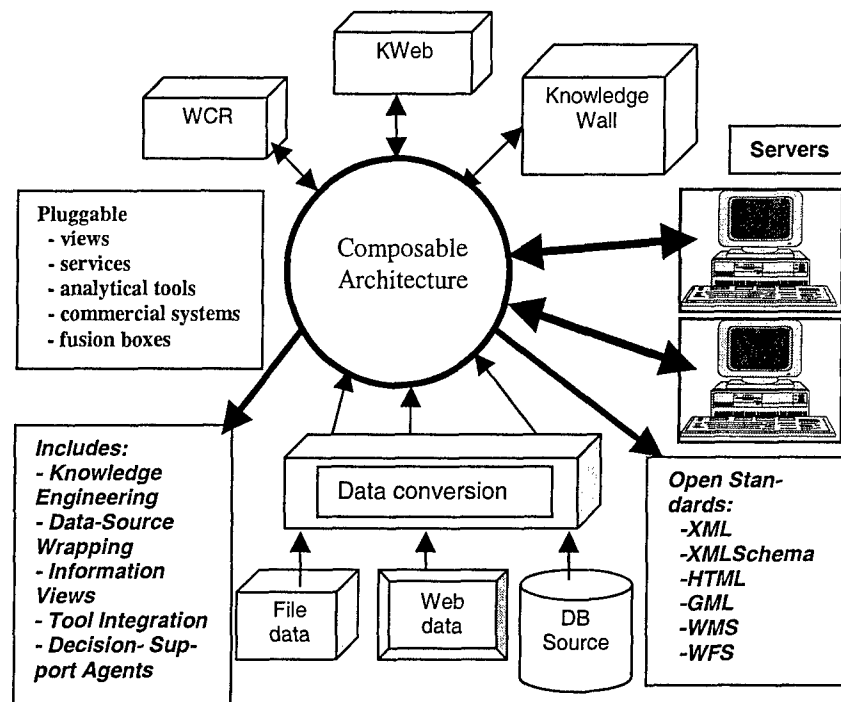 KWeb
WCR
Knowledge
Wall
Servers
Pluggable
- views
- services
- analytical tools
- commercial systems
- fusion boxes
Composable
Architecture
Includes:
- Knowledge
Engineering
- Data-Source
Wrapping
- Information
Views
- Tool Integration
- Decision- Sup-
port Agents
Data conversion
File
data
Web
data
DB
Source
Open Stan-
dards:
-XML
-XMLSchema
-HTML
-GML
-WMS
-WFS